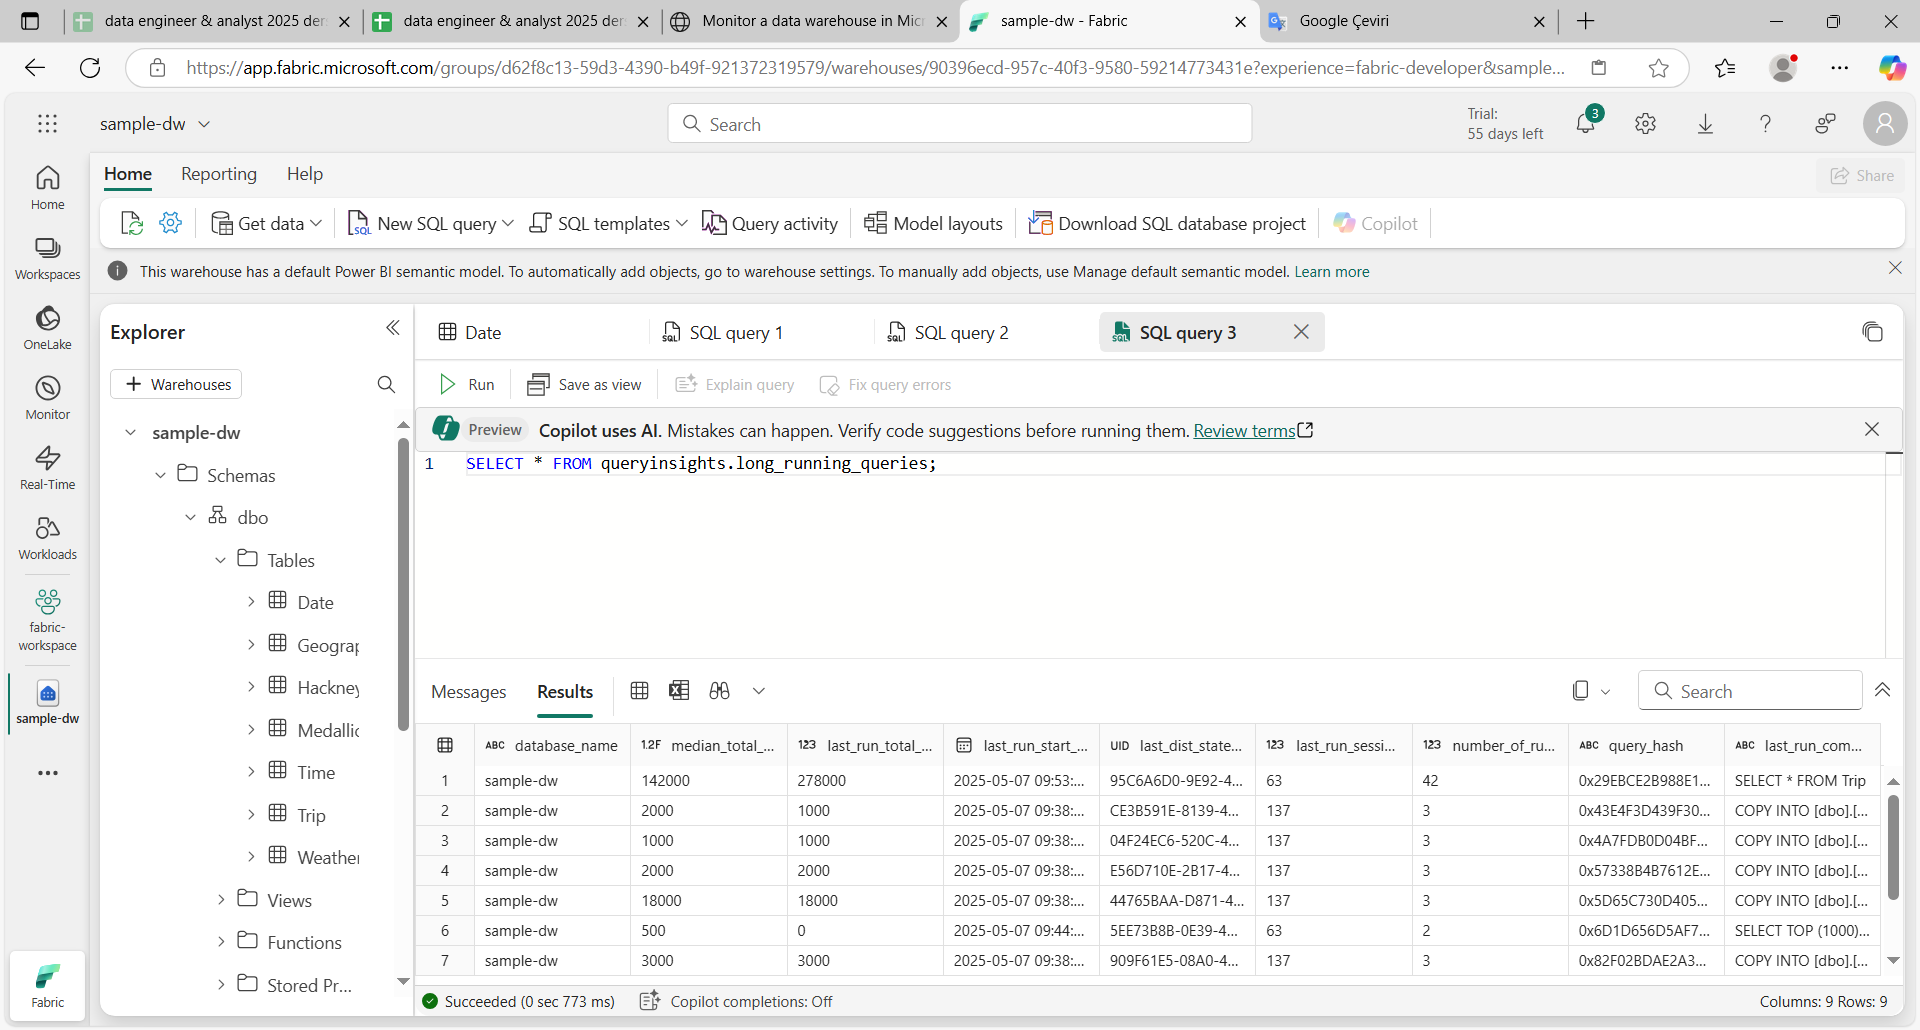 data engineer & analyst 2025 der
data engineer & analyst 2025 der
Monitor a data warehouse in Micr
sample-dw - Fabric
Google Çeviri
https://app.fabric.microsoft.com/groups/d62f8c13-59d3-4390-b49f-921372319579/warehouses/90396ecd-957c-40f3-9580-59214773431e?experience=fabric-developer&sample...
sample-dw
Search
Trial:
55 days left
3
Home
Reporting
Help
Share
Get data
New SQL query
SQL templates
Query activity
Model layouts
Download SQL database project
Copilot
This warehouse has a default Power BI semantic model. To automatically add objects, go to warehouse settings. To manually add objects, use Manage default semantic model. Learn more
Home
Workspaces
OneLake
Monitor
Real-Time
Workloads
fabric-
workspace
sample-dw
Fabric
Explorer
Warehouses
sample-dw
Schemas
dbo
Tables
Date
Geograp
Hackney
Medallic
Time
Trip
Weather
Views
Functions
Stored Pr...
Date
SQL query 1
SQL query 2
SQL query 3
Run
Save as view
Explain query
Fix query errors
Preview
Copilot uses AI. Mistakes can happen. Verify code suggestions before running them. Review terms
1 SELECT * FROM queryinsights.long_running_queries;
Messages
Results
Search
ABC database_name 1.2F median_total_... 123 last_run_total_... last_run_start_... UID last_dist_state... 123 last_run_sessi... 123 number_of_ru... ABC query_hash ABC last_run_com...
1 sample-dw 142000 278000 2025-05-07 09:53:... 95C6A6D0-9E92-4... 63 42 0x29EBCE2B988E1... SELECT * FROM Trip
2 sample-dw 2000 1000 2025-05-07 09:38:... CE3B591E-8139-4... 137 3 0x43E4F3D439F30... COPY INTO [dbo].[...
3 sample-dw 1000 1000 2025-05-07 09:38:... 04F24EC6-520C-4... 137 3 0x4A7FDB0D04BF... COPY INTO [dbo].[...
4 sample-dw 2000 2000 2025-05-07 09:38:... E56D710E-2B17-4... 137 3 0x57338B4B7612E... COPY INTO [dbo].[...
5 sample-dw 18000 18000 2025-05-07 09:38:... 44765BAA-D871-4... 137 3 0x5D65C730D405... COPY INTO [dbo].[...
6 sample-dw 500 0 2025-05-07 09:44:... 5EE73B8B-0E39-4... 63 2 0x6D1D656D5AF7... SELECT TOP (1000)...
7 sample-dw 3000 3000 2025-05-07 09:38:... 909F61E5-08A0-4... 137 3 0x82F02BDAE2A3... COPY INTO [dbo].[...
Succeeded (0 sec 773 ms)
Copilot completions: Off
Columns: 9 Rows: 9